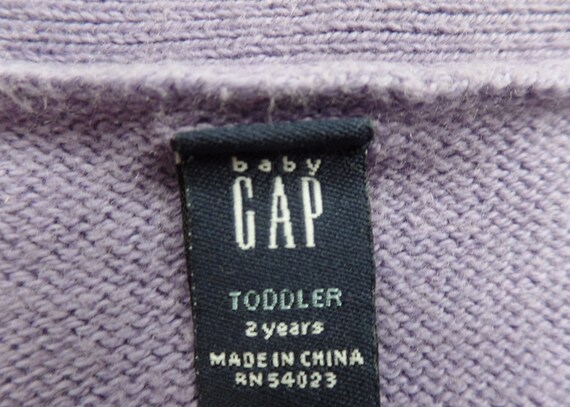 baby
GAP
TODDLER
2 years
MADE IN CHINA
RN 54023